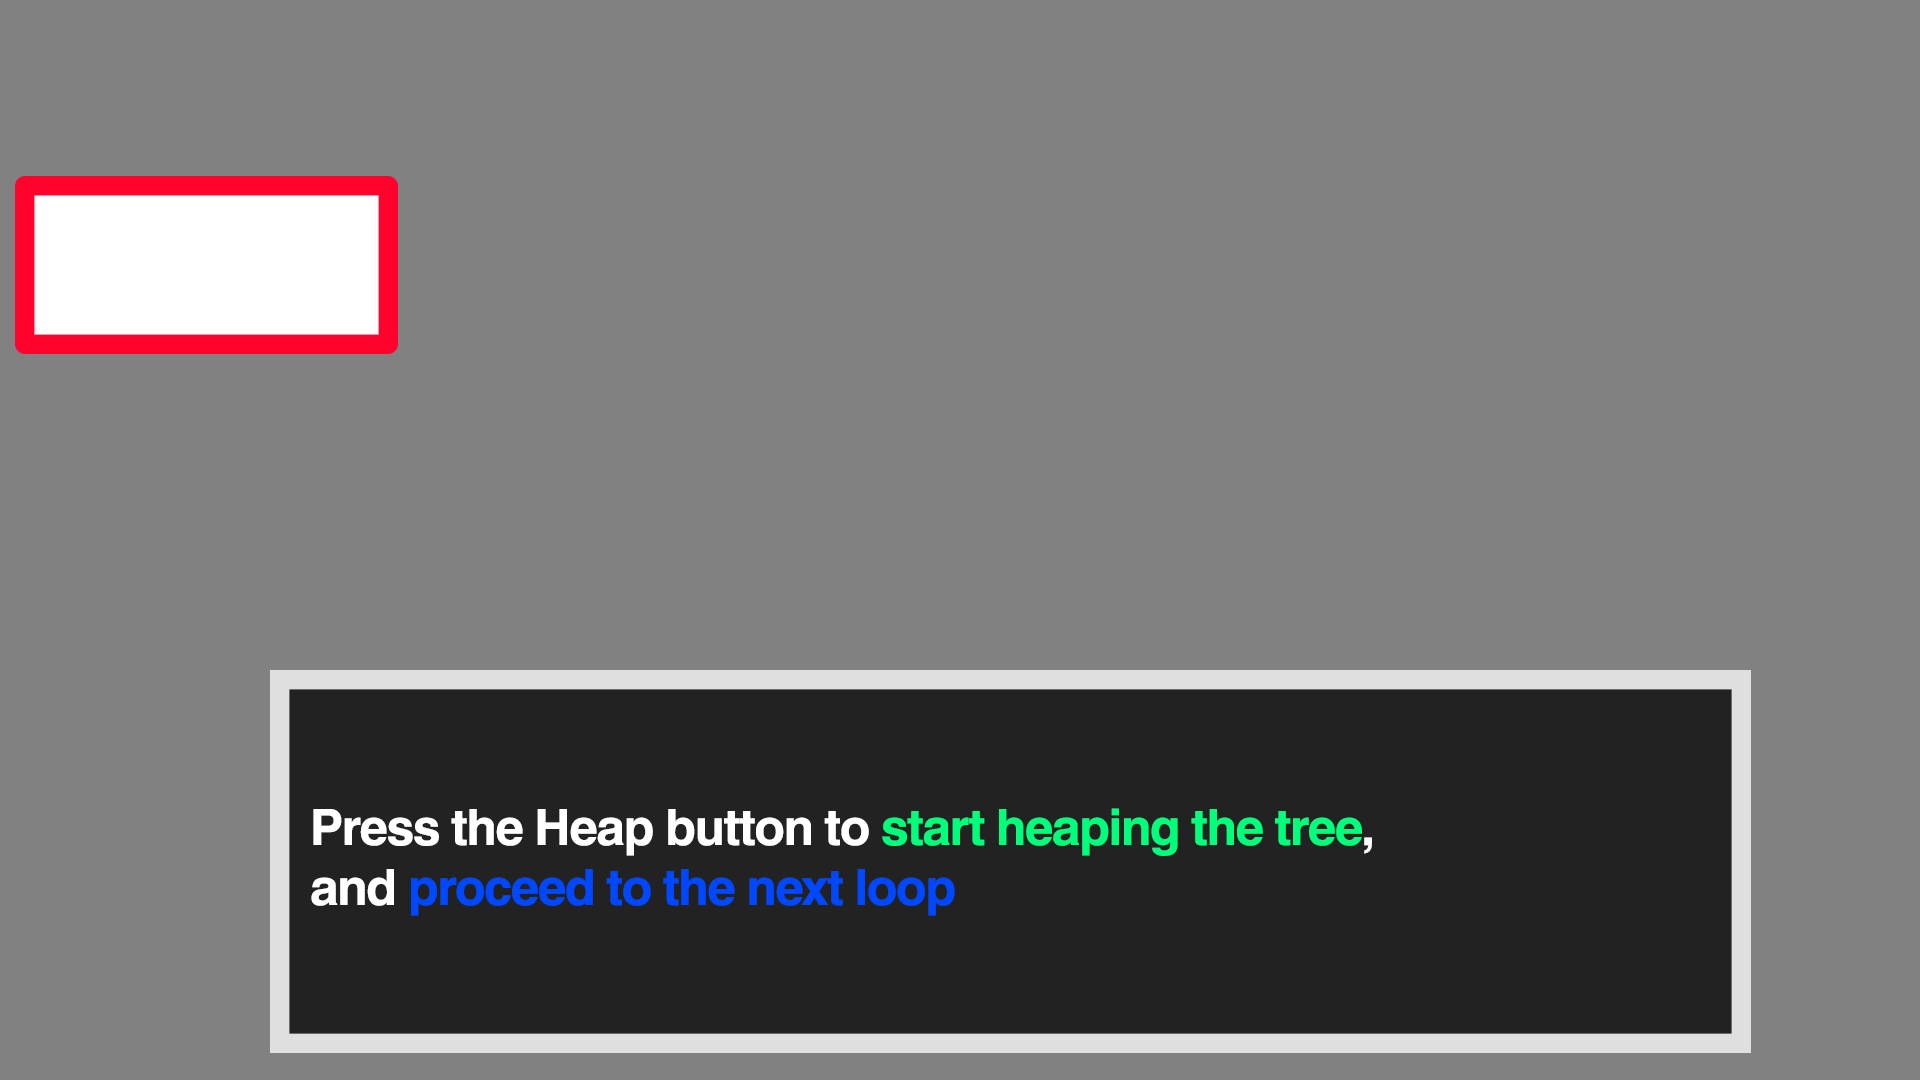 Press the Heap button to start heaping the tree,
and proceed to the next loop